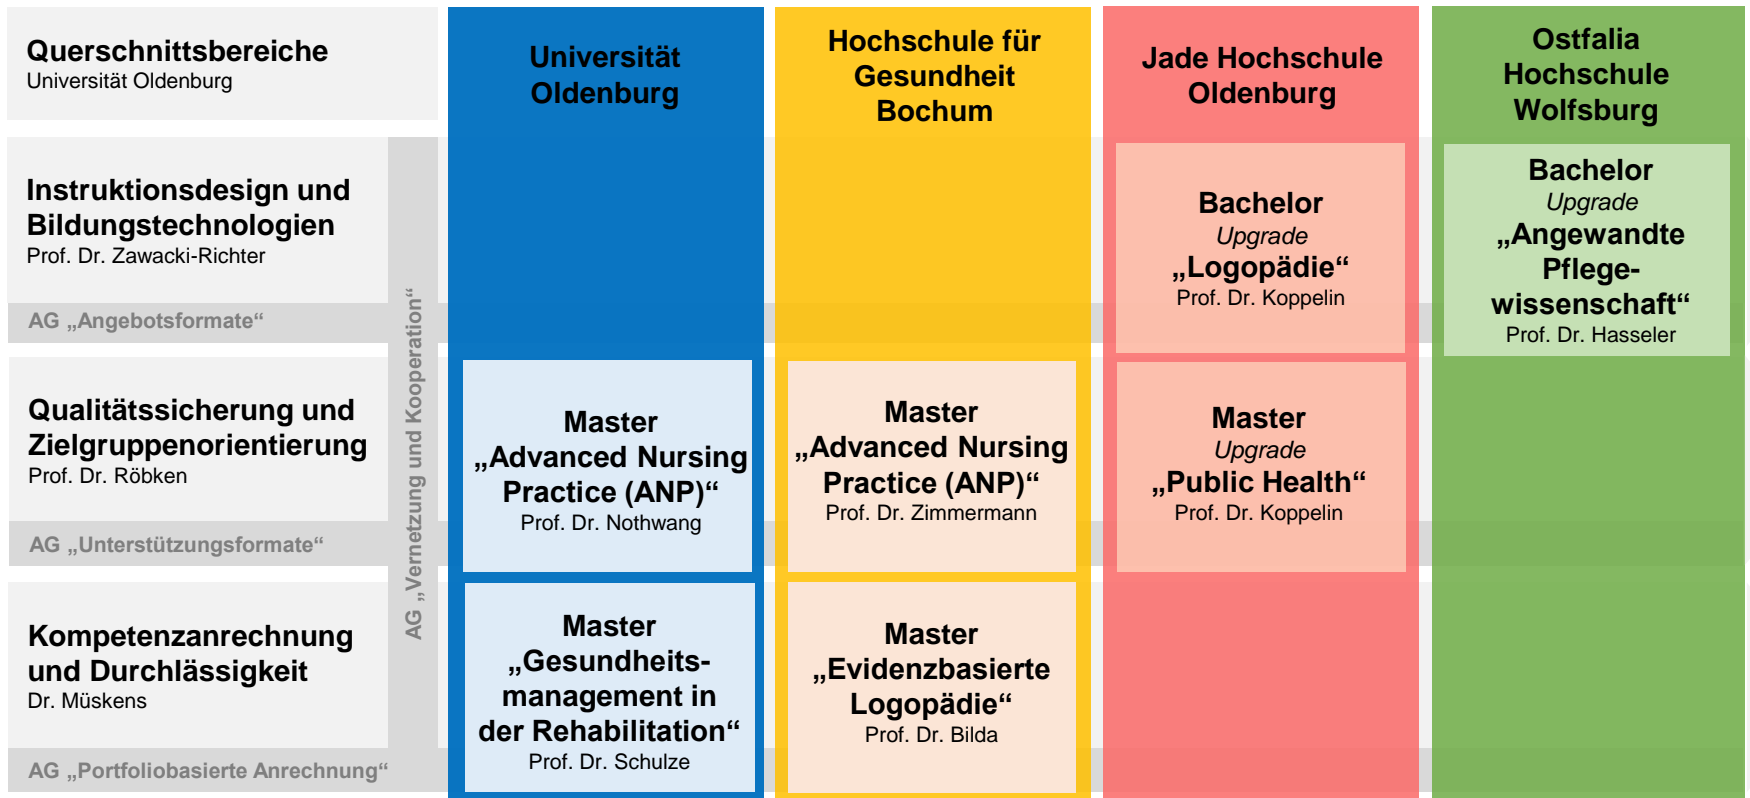 Querschnittsbereiche
Universität Oldenburg
Universität
Oldenburg
Hochschule für
Gesundheit
Bochum
Jade Hochschule
Oldenburg
Ostfalia
Hochschule
Wolfsburg
Instruktionsdesign und
Bildungstechnologien
Prof. Dr. Zawacki-Richter
AG „Angebotsformate“
Qualitätssicherung und
Zielgruppenorientierung
Prof. Dr. Röbken
AG „Unterstützungsformate“
Kompetenzanrechnung
und Durchlässigkeit
Dr. Müskens
AG „Portfoliobasierte Anrechnung“
AG „Vernetzung und Kooperation“
Master
„Advanced Nursing
Practice (ANP)“
Prof. Dr. Nothwang
Master
„Gesundheits-
management in
der Rehabilitation“
Prof. Dr. Schulze
Master
„Advanced Nursing
Practice (ANP)“
Prof. Dr. Zimmermann
Master
„Evidenzbasierte
Logopädie“
Prof. Dr. Bilda
Bachelor
Upgrade
„Logopädie“
Prof. Dr. Koppelin
Master
Upgrade
„Public Health“
Prof. Dr. Koppelin
Bachelor
Upgrade
„Angewandte
Pflege-
wissenschaft“
Prof. Dr. Hasseler